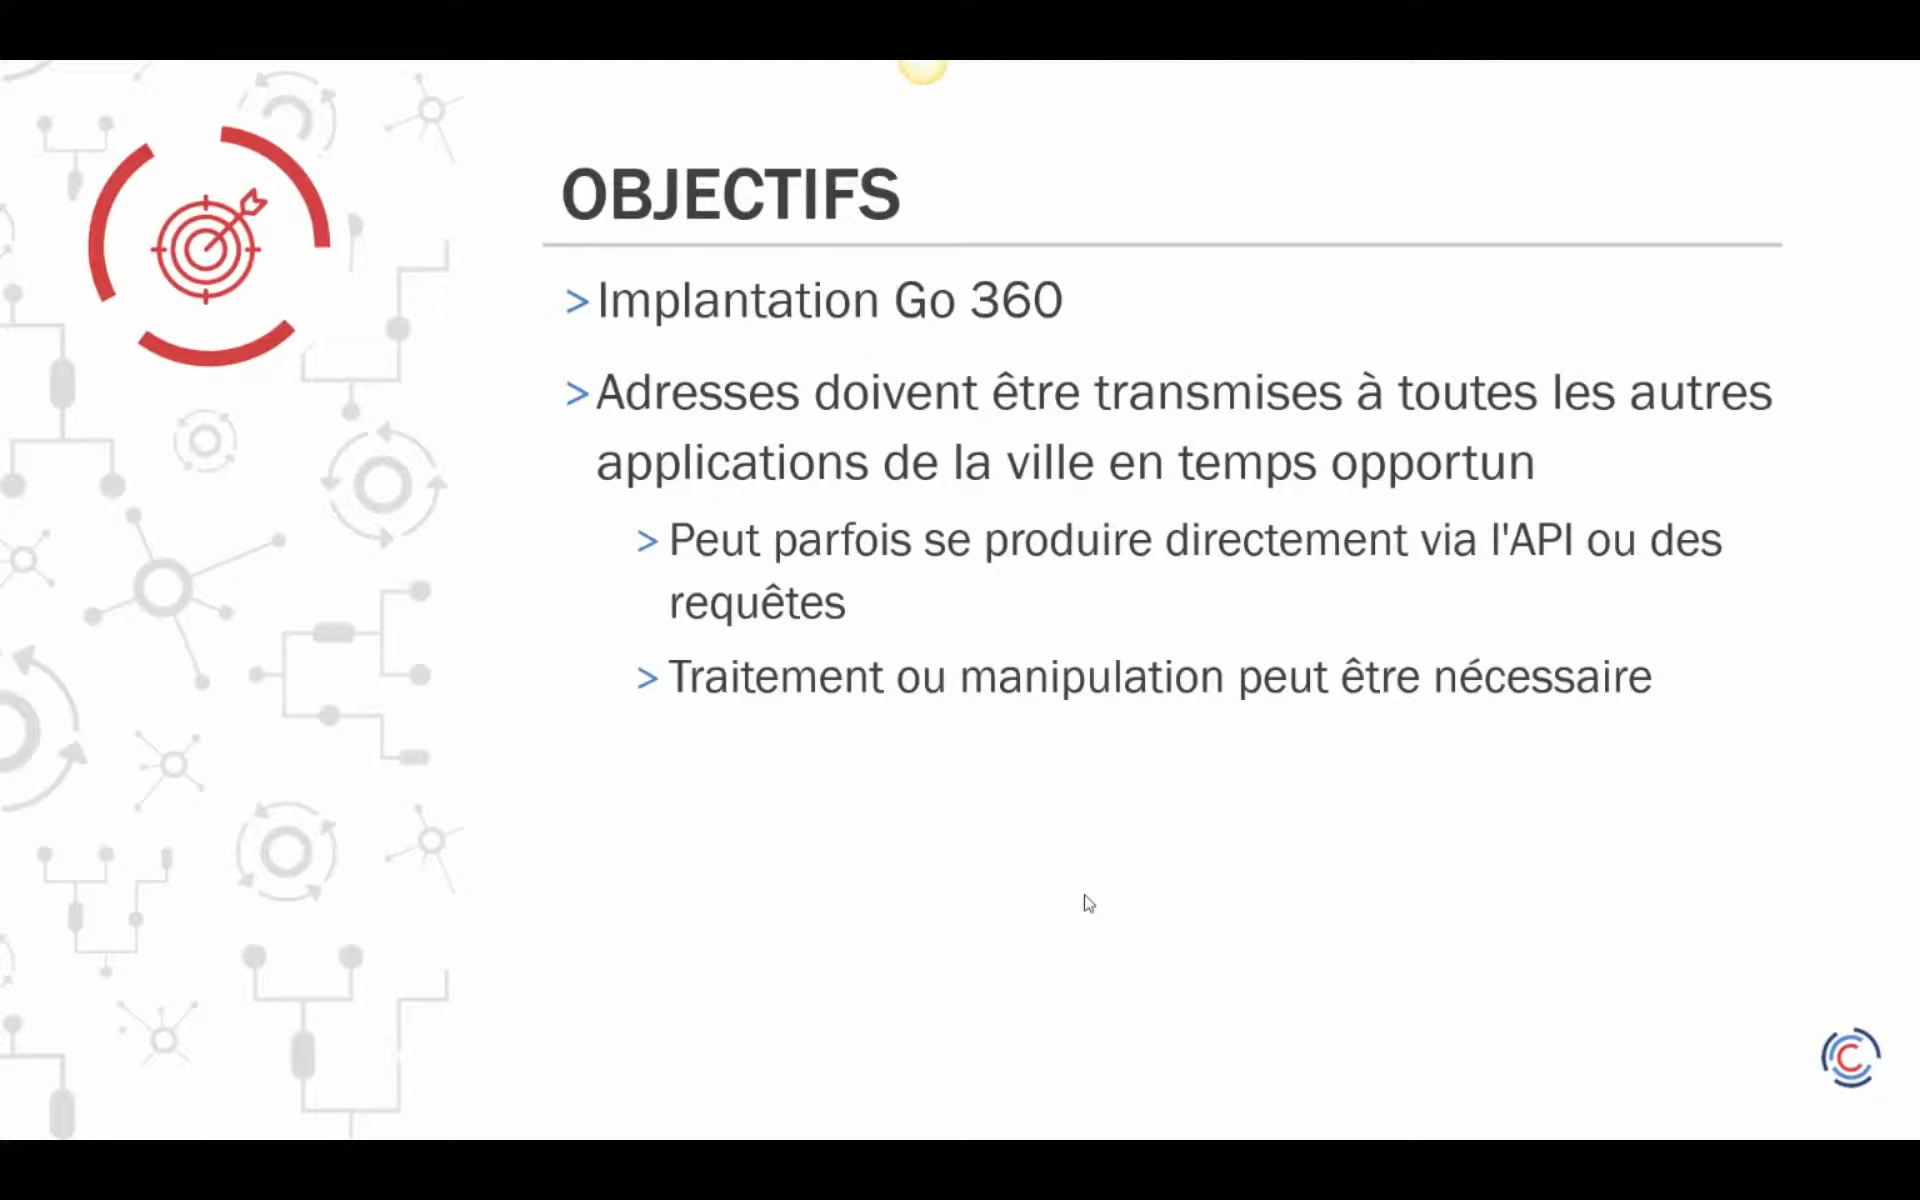 OBJECTIFS
> Implantation Go 360
> Adresses doivent être transmises à toutes les autres
applications de la ville en temps opportun
> Peut parfois se produire directement via l'API ou des
requêtes
> Traitement ou manipulation peut être nécessaire
C